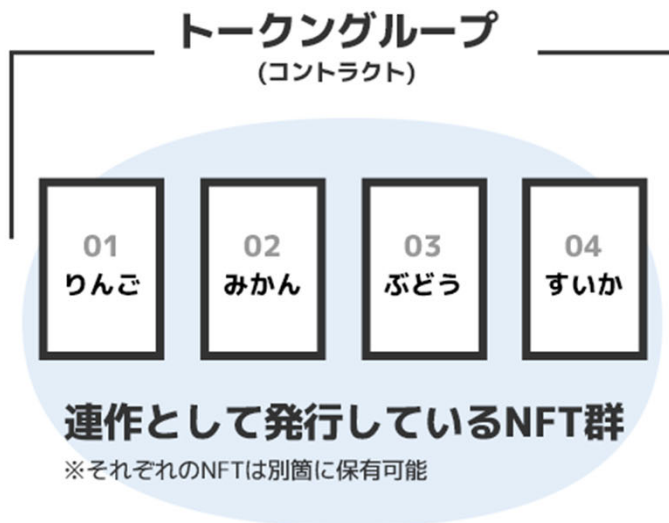 トークングループ
(コントラクト)
01
りんご
02
みかん
03
ぶどう
04
すいか
連作として発行しているNFT群
※それぞれのNFTは別箇に保有可能